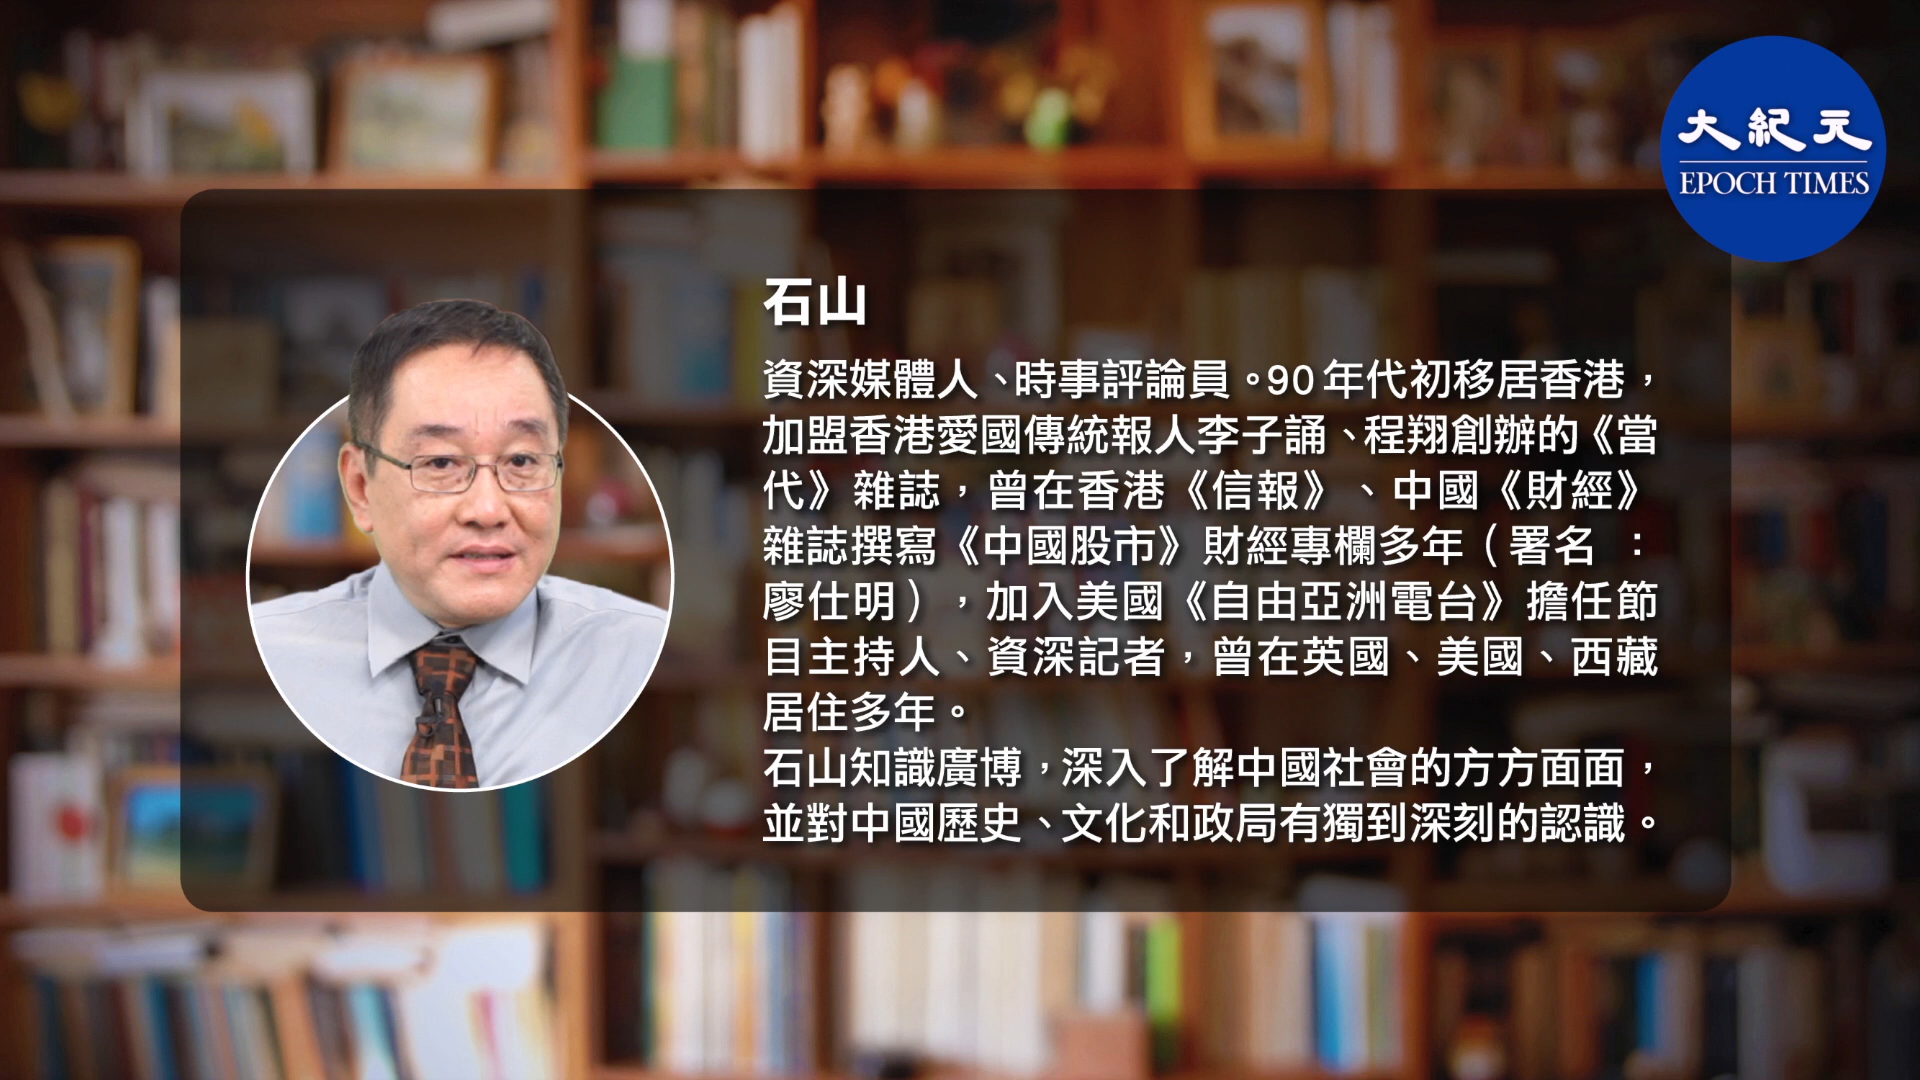 大紀元
EPOCH TIMES
石山
資深媒體人、時事評論員。90年代初移居香港，
加盟香港愛國傳統報人李子誦、程翔創辦的《當
代》雜誌，曾在香港《信報》、中國《財經》
雜誌撰寫《中國股市》財經專欄多年（署名：
廖仕明），加入美國《自由亞洲電台》擔任節
目主持人、資深記者，曾在英國、美國、西藏
居住多年。
石山知識廣博，深入了解中國社會的方方面面，
並對中國歷史、文化和政局有獨到深刻的認識。